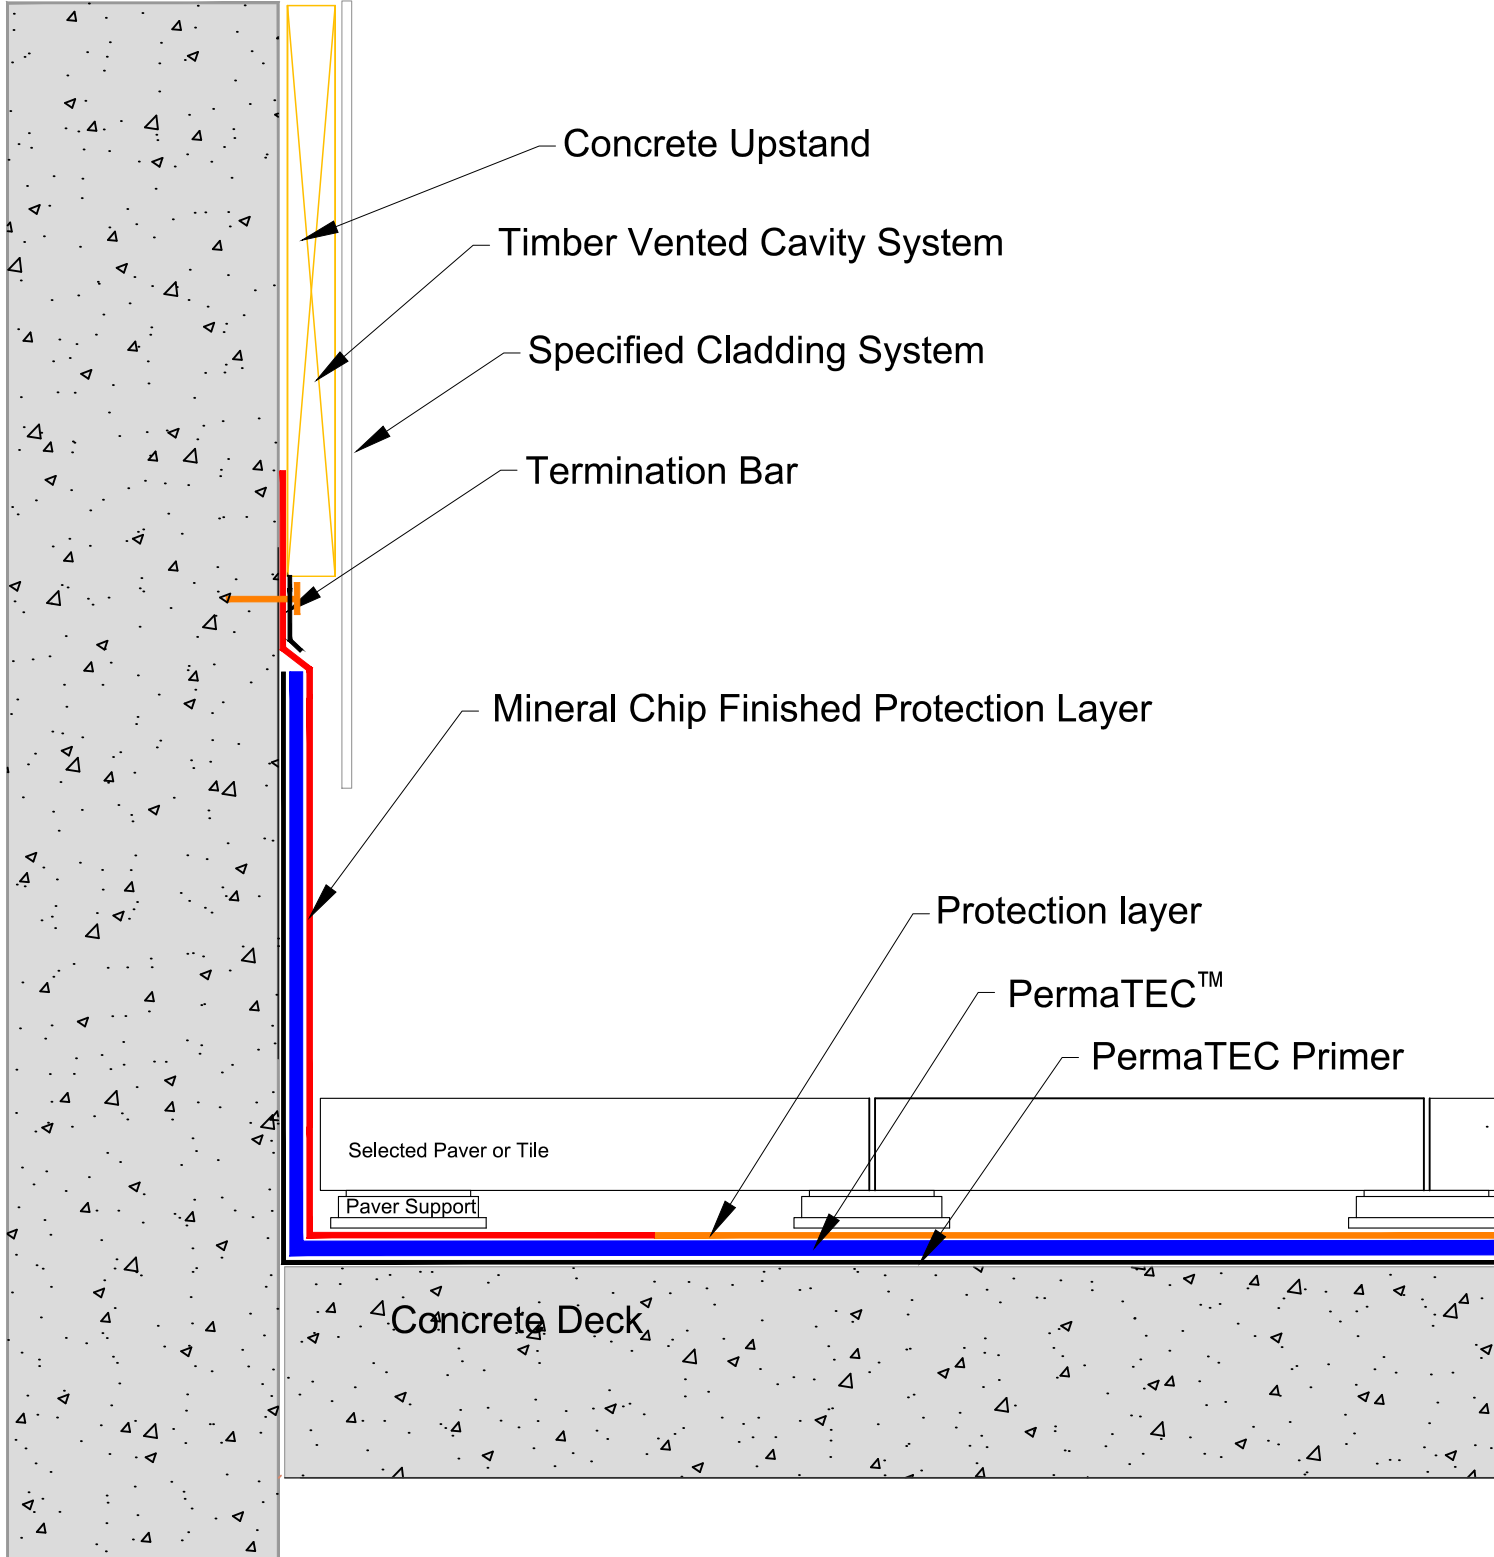 Concrete Upstand
Timber Vented Cavity System
Specified Cladding System
Termination Bar
Mineral Chip Finished Protection Layer
Protection layer
PermaTEC™
PermaTEC Primer
Selected Paver or Tile
Paver Support
Concrete Deck